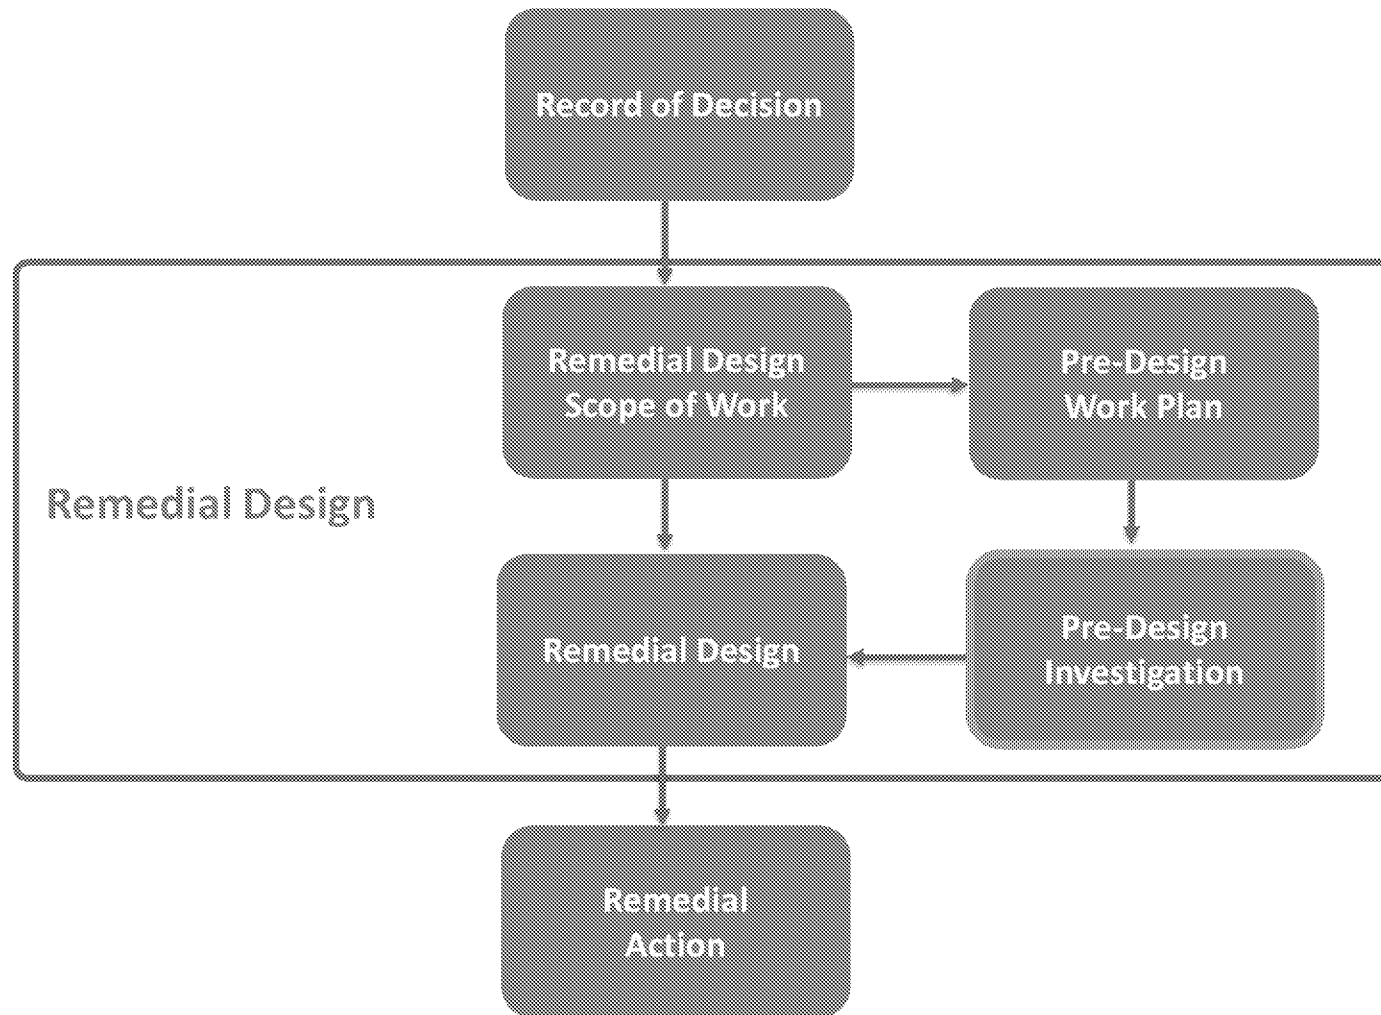 Record of Decision
Remedial Design
Scope of Work
Pre-Design
Work Plan
Remedial Design
Remedial Design
Pre-Design
Investigation
Remedial
Action